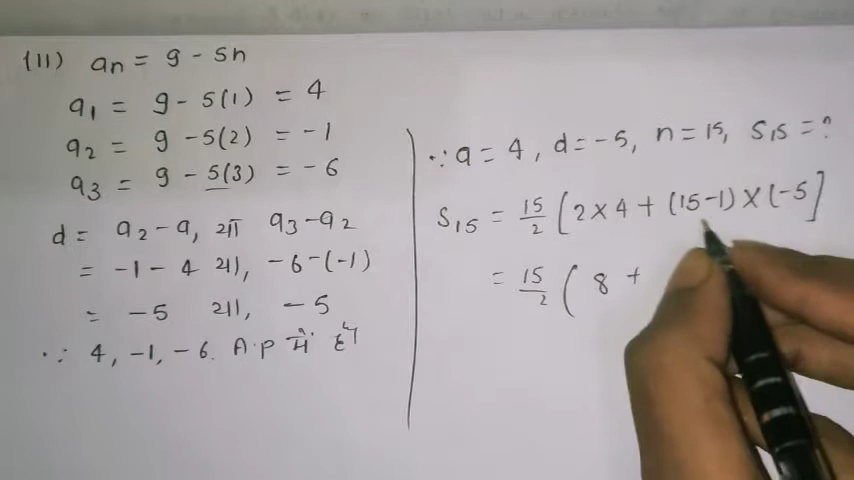 (11) an = 9 - 5n
a1 = 9 - 5(1) = 4
a2 = 9 - 5(2) = -1
a3 = 9 - 5(3) = -6
d = a2 - a, या a3 - a2
= -1 - 4 या, -6 - (-1)
= -5 या, -5
∵ 4, -1, -6. A.P में है
∵ a = 4, d = -5, n = 15, S15 = ?
S15 = 15/2 [2 × 4 + (15-1) × (-5]
= 15/2 ( 8 +